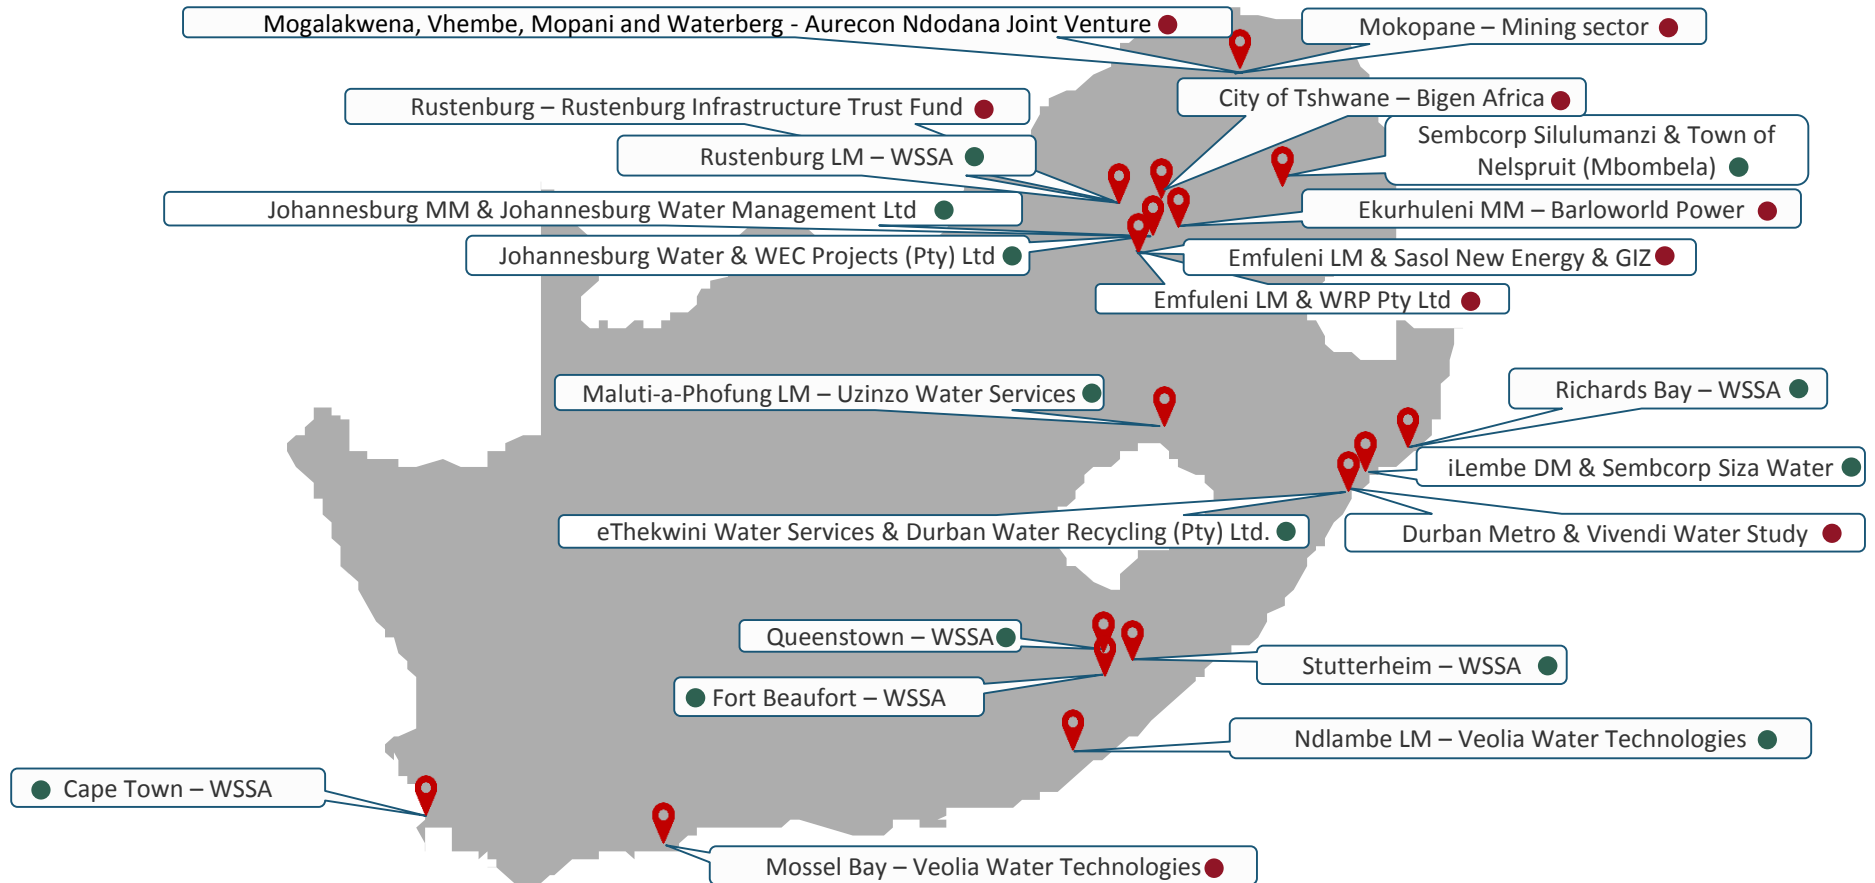 Mogalakwena, Vhembe, Mopani and Waterberg - Aurecon Ndodana Joint Venture
Mokopane – Mining sector
Rustenburg – Rustenburg Infrastructure Trust Fund
City of Tshwane – Bigen Africa
Rustenburg LM – WSSA
Sembcorp Silulumanzi & Town of
Nelspruit (Mbombela)
Johannesburg MM & Johannesburg Water Management Ltd
Ekurhuleni MM – Barloworld Power
Johannesburg Water & WEC Projects (Pty) Ltd
Emfuleni LM & Sasol New Energy & GIZ
Emfuleni LM & WRP Pty Ltd
Maluti-a-Phofung LM – Uzinzo Water Services
Richards Bay – WSSA
iLembe DM & Sembcorp Siza Water
eThekwini Water Services & Durban Water Recycling (Pty) Ltd.
Durban Metro & Vivendi Water Study
Queenstown – WSSA
Stutterheim – WSSA
Fort Beaufort – WSSA
Ndlambe LM – Veolia Water Technologies
Cape Town – WSSA
Mossel Bay – Veolia Water Technologies